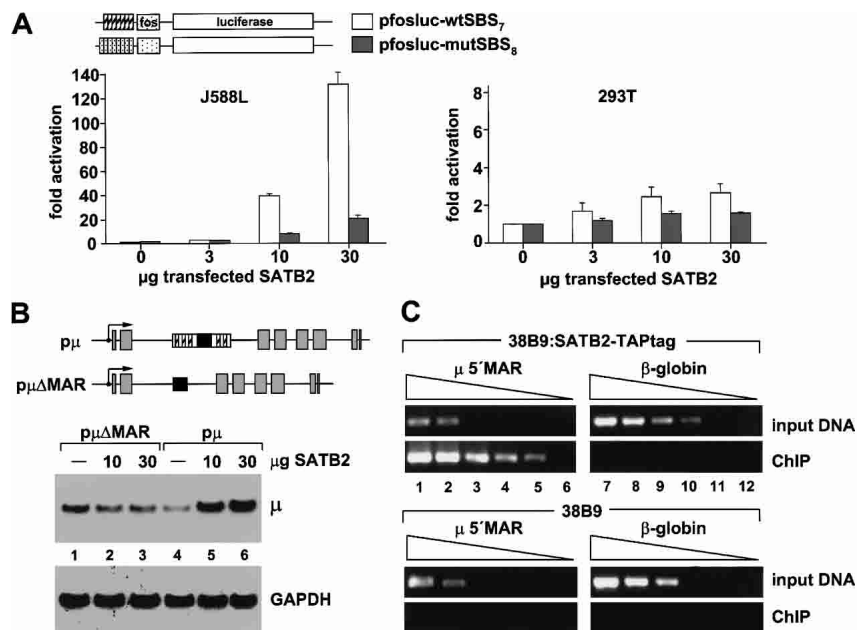 A
fos luciferase
pfosluc-wtSBS7
pfosluc-mutSBS8
J588L
fold activation
140
120
100
80
60
40
20
0
0 3 10 30
µg transfected SATB2
293T
fold activation
8
6
4
2
0
0 3 10 30
µg transfected SATB2
B
pµ
pµΔMAR
pµΔMAR pµ
— 10 30 — 10 30 µg SATB2
µ
1 2 3 4 5 6
GAPDH
C
38B9:SATB2-TAPtag
µ 5´MAR β-globin
input DNA
ChIP
1 2 3 4 5 6 7 8 9 10 11 12
38B9
µ 5´MAR β-globin
input DNA
ChIP